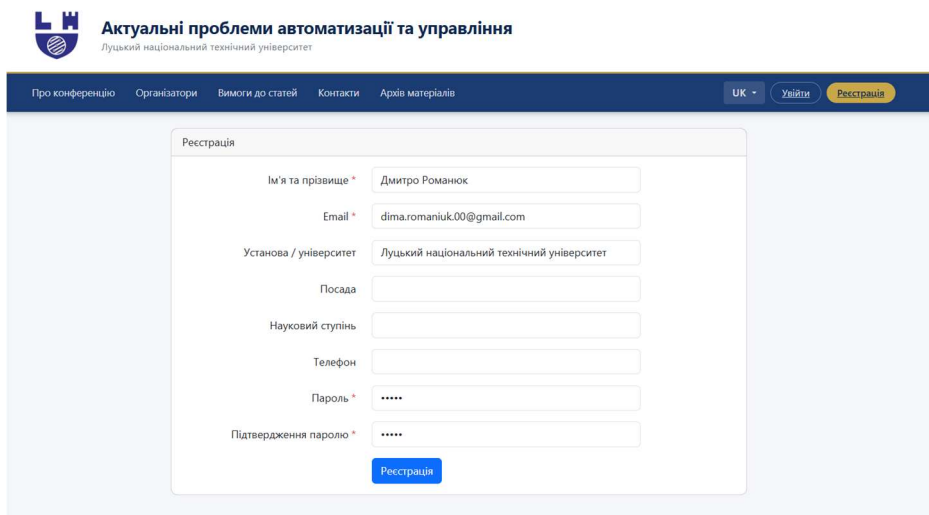 Актуальні проблеми автоматизації та управління
Луцький національний технічний університет
Про конференцію Організатори Вимоги до статей Контакти Архів матеріалів UK Увійти Реєстрація
Реєстрація
Ім'я та прізвище * Дмитро Романюк
Email * dima.romaniuk.00@gmail.com
Установа / університет Луцький національний технічний університет
Посада
Науковий ступінь
Телефон
Пароль * •••••
Підтвердження паролю * •••••
Реєстрація